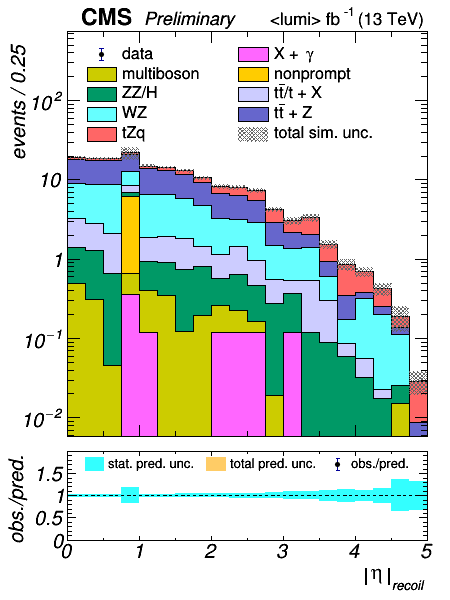 CMS Preliminary <lumi> fb⁻¹ (13 TeV)
events / 0.25
data X + γ
multiboson nonprompt
ZZ/H tt̄/t + X
WZ tt̄ + Z
tZq total sim. unc.
10²
10
1
10⁻¹
10⁻²
obs./pred.
stat. pred. unc. total pred. unc. obs./pred.
1.5
1
0.5
0
0 1 2 3 4 5
|η|recoil